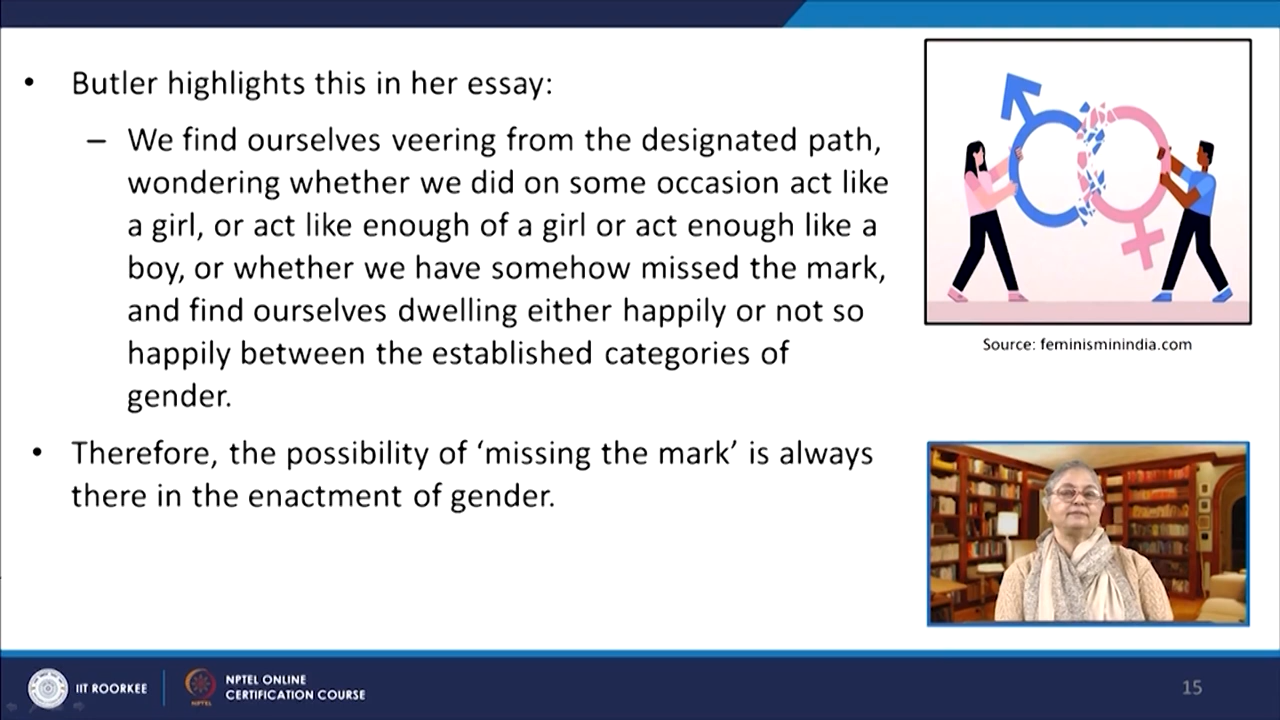 • Butler highlights this in her essay:
– We find ourselves veering from the designated path,
wondering whether we did on some occasion act like
a girl, or act like enough of a girl or act enough like a
boy, or whether we have somehow missed the mark,
and find ourselves dwelling either happily or not so
happily between the established categories of
gender.
• Therefore, the possibility of ‘missing the mark’ is always
there in the enactment of gender.
Source: feminisminindia.com
IIT ROORKEE
NPTEL
NPTEL ONLINE
CERTIFICATION COURSE
15